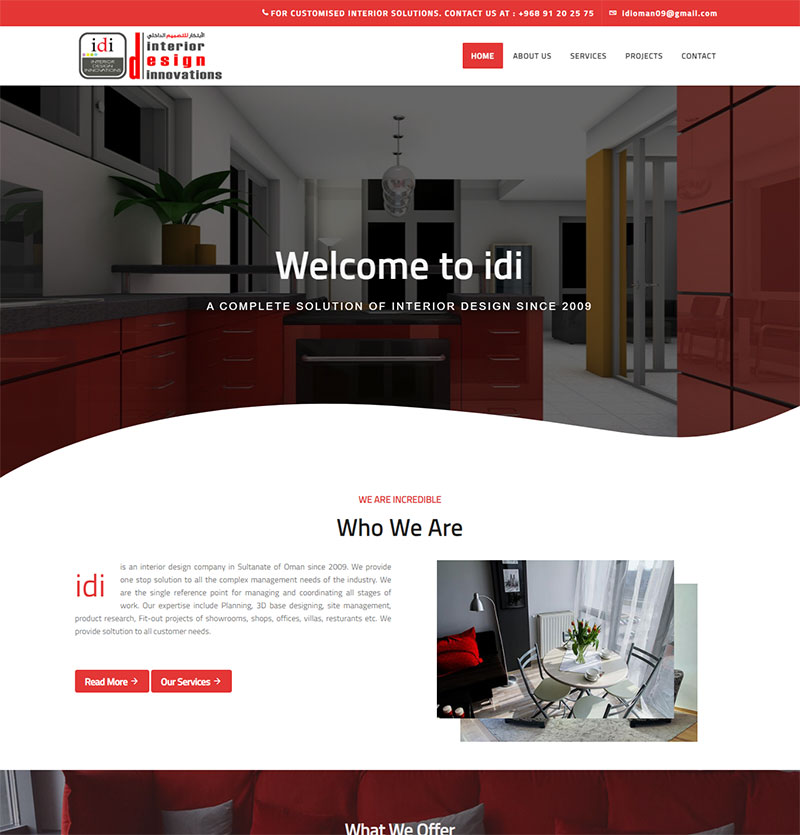 FOR CUSTOMISED INTERIOR SOLUTIONS. CONTACT US AT : +968 91 20 25 75
idioman09@gmail.com
idi
INTERIOR DESIGN INNOVATIONS
الأبتكار للتصميم الداخلي
interior
design
innovations
HOME ABOUT US SERVICES PROJECTS CONTACT
Welcome to idi
A COMPLETE SOLUTION OF INTERIOR DESIGN SINCE 2009
WE ARE INCREDIBLE
Who We Are
idi is an interior design company in Sultanate of Oman since 2009. We provide
one stop solution to all the complex management needs of the industry. We
are the single reference point for managing and coordinating all stages of
work. Our expertise include Planning, 3D base designing, site management,
product research, Fit-out projects of showrooms, shops, offices, villas, resturants etc. We
provide soltution to all customer needs.
Read More → Our Services →
What We Offer